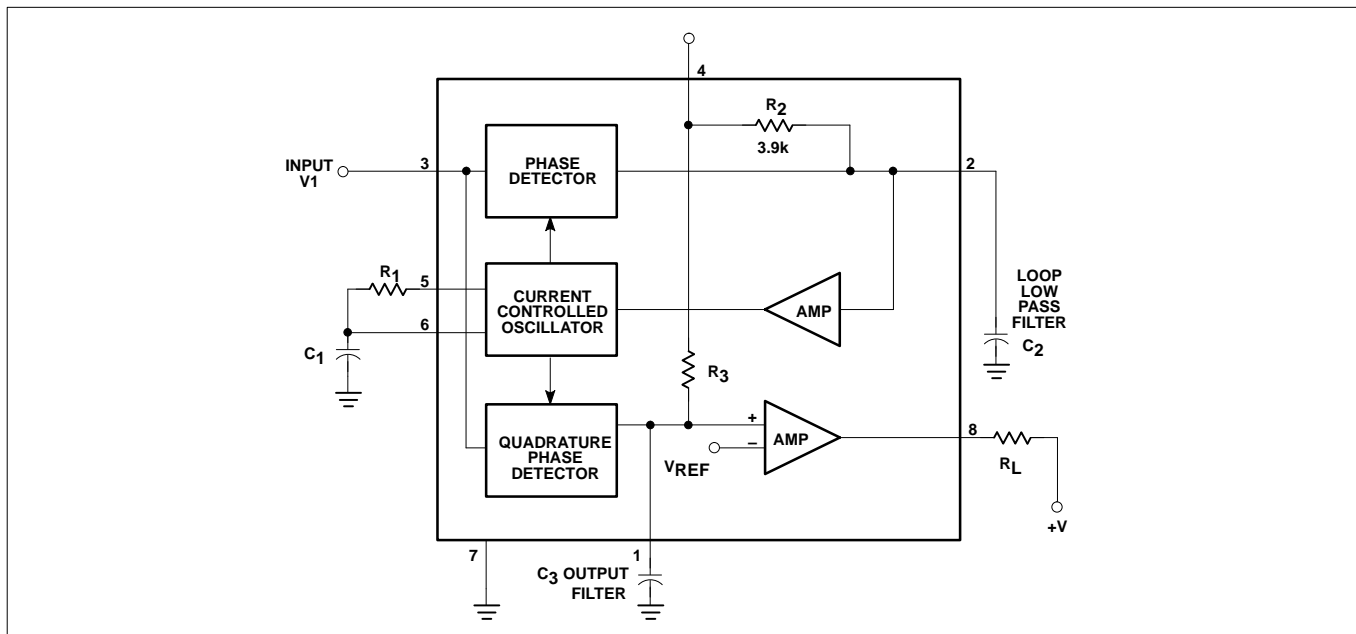 4
R2
3.9k
INPUT
V1
3
PHASE
DETECTOR
2
R1
5
CURRENT
CONTROLLED
OSCILLATOR
AMP
LOOP
LOW
PASS
FILTER
C2
6
C1
R3
QUADRATURE
PHASE
DETECTOR
+
–
AMP
VREF
8
RL
+V
7
1
C3 OUTPUT
FILTER